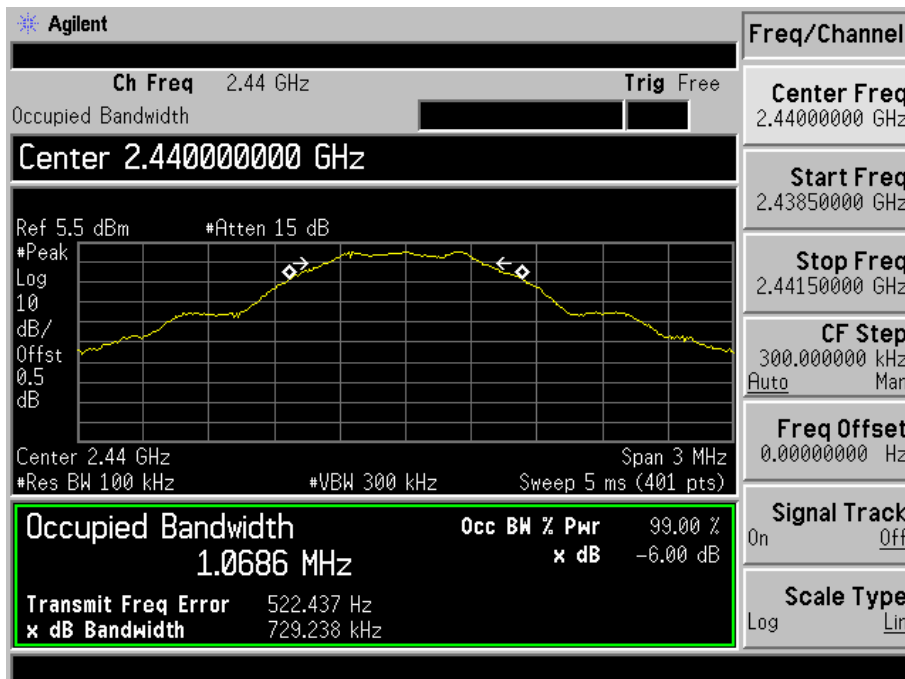 Agilent
Ch Freq 2.44 GHz Trig Free
Occupied Bandwidth
Center 2.440000000 GHz
Ref 5.5 dBm #Atten 15 dB
#Peak
Log
10
dB/
Offst
0.5
dB
Center 2.44 GHz Span 3 MHz
#Res BW 100 kHz #VBW 300 kHz Sweep 5 ms (401 pts)
Occupied Bandwidth
1.0686 MHz
Occ BW % Pwr 99.00 %
x dB -6.00 dB
Transmit Freq Error 522.437 Hz
x dB Bandwidth 729.238 kHz
Freq/Channel
Center Freq
2.44000000 GHz
Start Freq
2.43850000 GHz
Stop Freq
2.44150000 GHz
CF Step
300.000000 kHz
Auto Man
Freq Offset
0.00000000 Hz
Signal Track
On Off
Scale Type
Log Lin